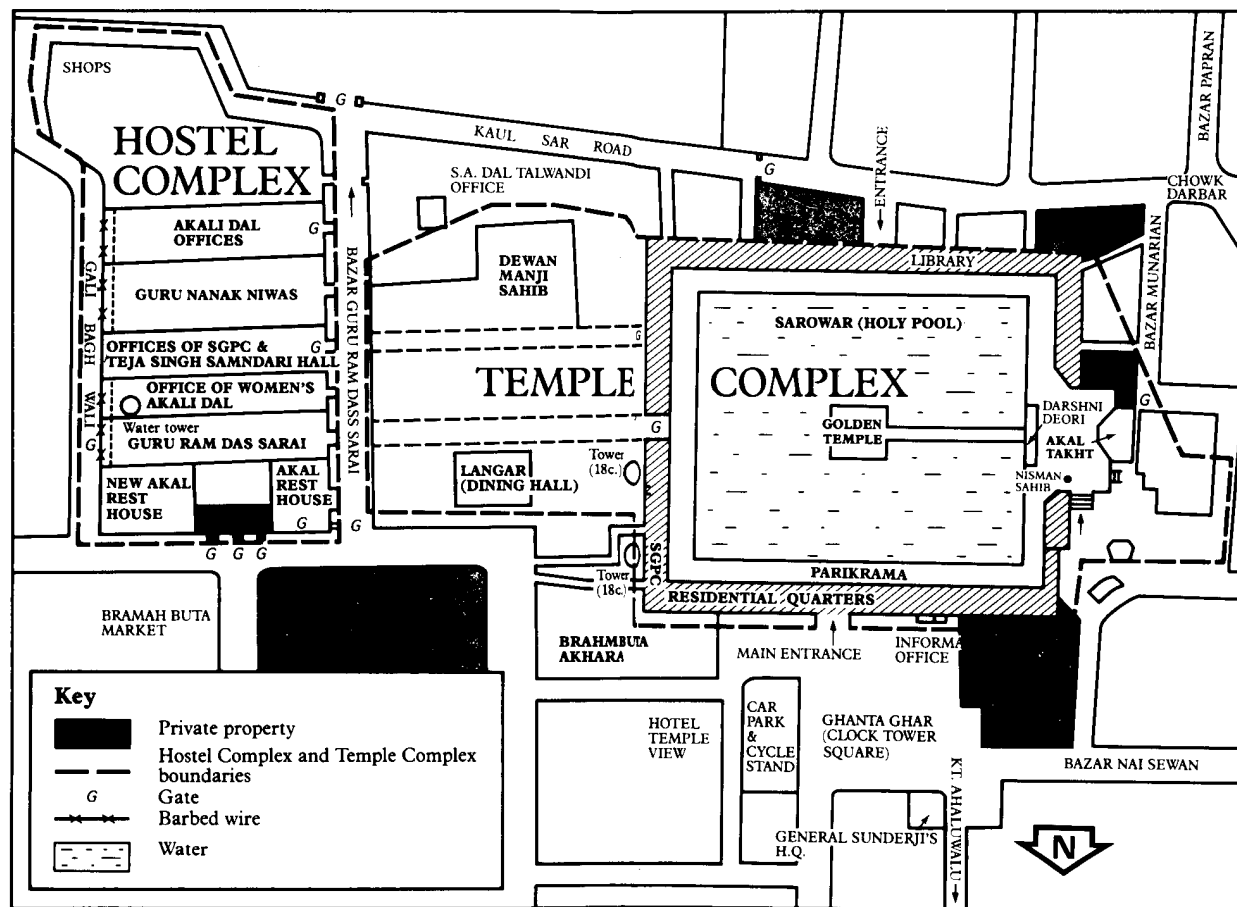 SHOPS
HOSTEL
COMPLEX
G
KAUL SAR ROAD
S.A. DAL TALWANDI
OFFICE
G
ENTRANCE
BAZAR PAPRAN
CHOWK
DARBAR
AKALI DAL
OFFICES
G
GURU NANAK NIWAS
OFFICES OF SGPC &
TEJA SINGH SAMNDARI HALL
G
OFFICE OF WOMEN'S
AKALI DAL
Water tower
GURU RAM DAS SARAI
G
NEW AKAL
REST
HOUSE
AKAL
REST
HOUSE
G
G
G G G
GALI BAGH WALI
BAZAR GURU RAM DASS SARAI
DEWAN
MANJI
SAHIB
LIBRARY
BAZAR MUNARIAN
SAROWAR (HOLY POOL)
G
TEMPLE COMPLEX
G
GOLDEN
TEMPLE
DARSHNI
DEORI
G
AKAL
TAKHT
NISMAN
SAHIB
LANGAR
(DINING HALL)
Tower
(18c.)
Tower
(18c.)
SGPC
PARIKRAMA
RESIDENTIAL QUARTERS
BRAMAH BUTA
MARKET
BRAHMBUTA
AKHARA
MAIN ENTRANCE
INFORMA
OFFICE
HOTEL
TEMPLE
VIEW
CAR
PARK
&
CYCLE
STAND
GHANTA GHAR
(CLOCK TOWER
SQUARE)
BAZAR NAI SEWAN
KT. AHALUWALU
GENERAL SUNDERJI'S
H.Q.
N
Key
Private property
Hostel Complex and Temple Complex
boundaries
G Gate
Barbed wire
Water